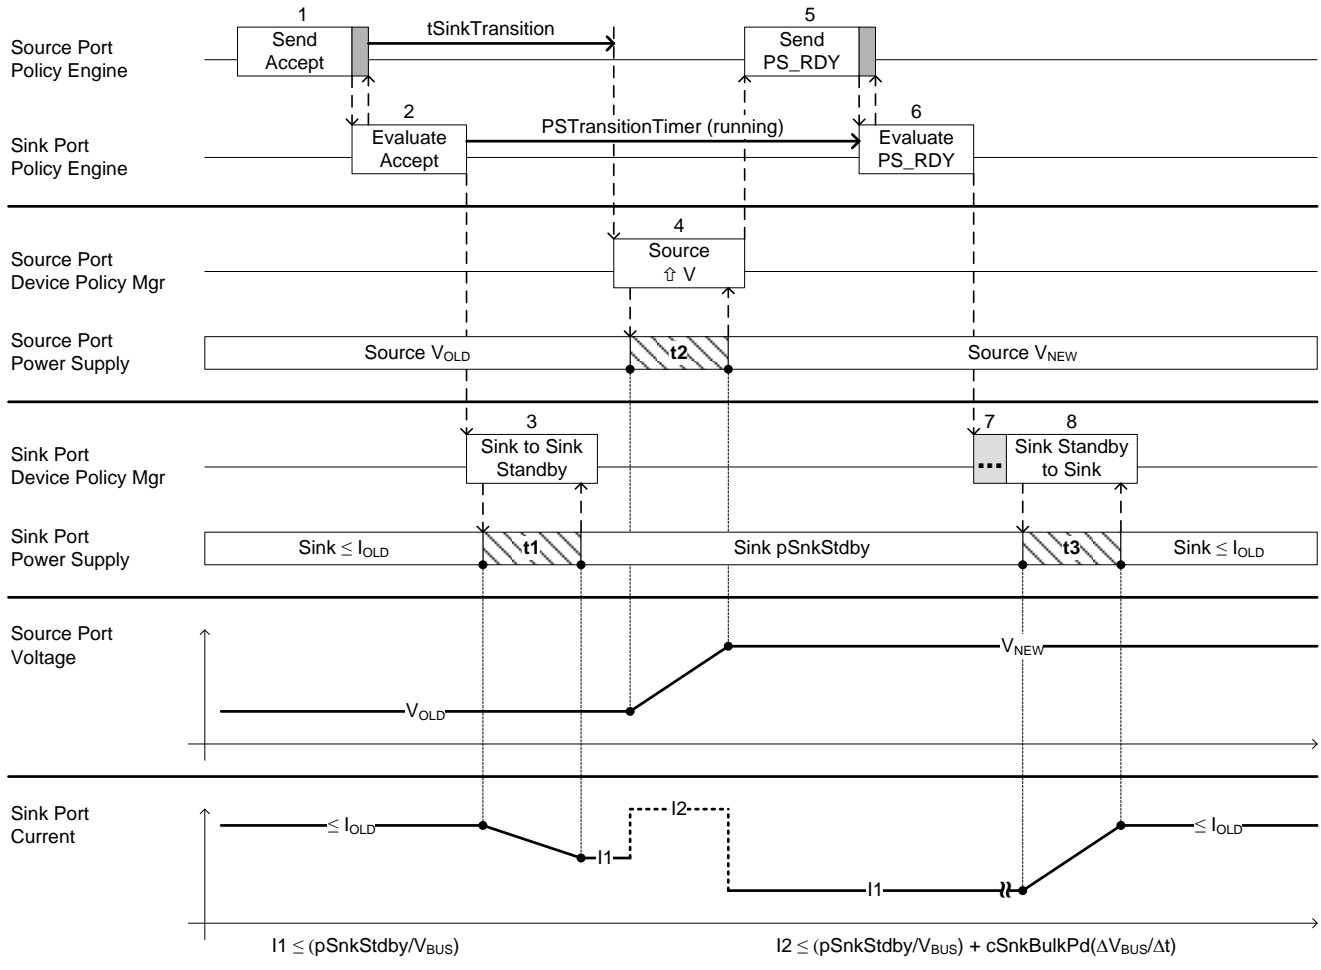 1
5
Source Port
Policy Engine
Send
Accept
tSinkTransition
Send
PS_RDY
2
6
Sink Port
Policy Engine
Evaluate
Accept
PSTransitionTimer (running)
Evaluate
PS_RDY
4
Source Port
Device Policy Mgr
Source
⇧ V
Source Port
Power Supply
Source VOLD
t2
Source VNEW
3
7
8
Sink Port
Device Policy Mgr
Sink to Sink
Standby
...
Sink Standby
to Sink
Sink Port
Power Supply
Sink ≤ IOLD
t1
Sink pSnkStdby
t3
Sink ≤ IOLD
Source Port
Voltage
VOLD
VNEW
Sink Port
Current
≤ IOLD
I1
I2
I1
≤ IOLD
I1 ≤ (pSnkStdby/VBUS)
I2 ≤ (pSnkStdby/VBUS) + cSnkBulkPd(ΔVBUS/Δt)